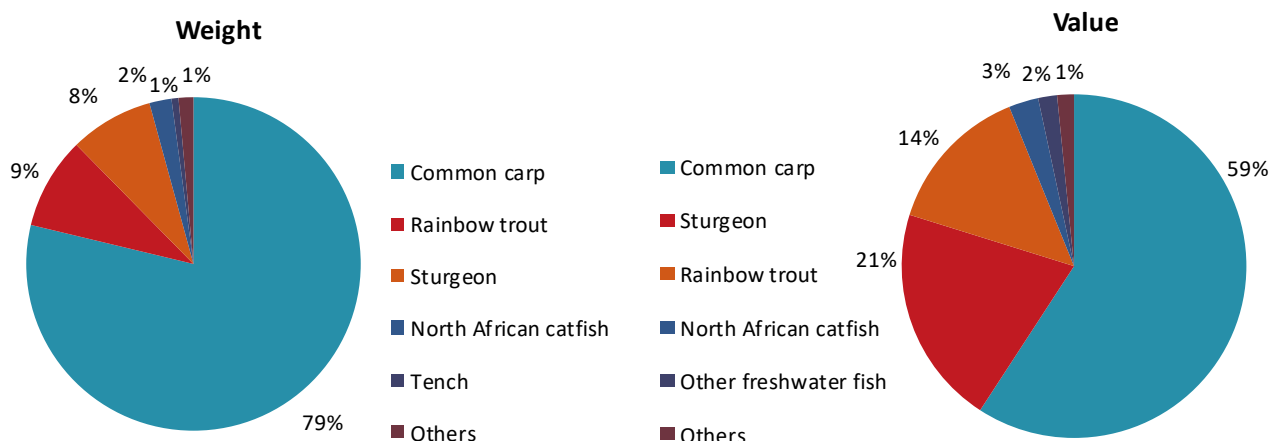 Weight
2%
1%
1%
8%
9%
79%
Common carp
Rainbow trout
Sturgeon
North African catfish
Tench
Others
Value
3%
2%
1%
14%
59%
21%
Common carp
Sturgeon
Rainbow trout
North African catfish
Other freshwater fish
Others